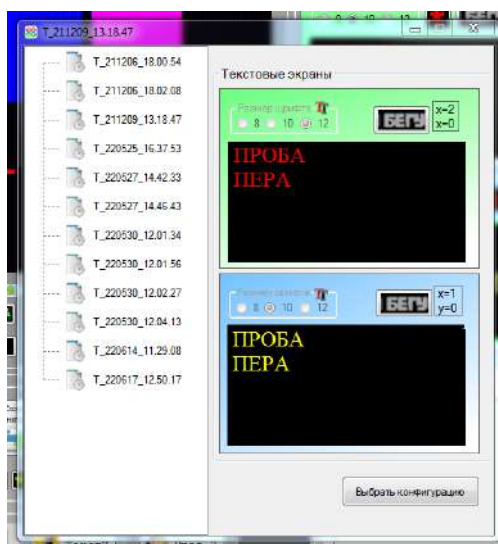 T_211209_13.18.47
T_211206_18.00.54
T_211206_18.02.08
T_211209_13.18.47
T_220525_16.37.53
T_220527_14.42.33
T_220527_14.46.43
T_220530_12.01.34
T_220530_12.01.56
T_220530_12.02.27
T_220530_12.04.13
T_220614_11.29.08
T_220617_12.50.17
Текстовые экраны
Размер шрифта
8 10 12
БЕГУ
x=2
x=0
ПРОБА
ПЕРА
Размер шрифта
8 10 12
БЕГУ
x=1
y=0
ПРОБА
ПЕРА
Выбрать конфигурацию